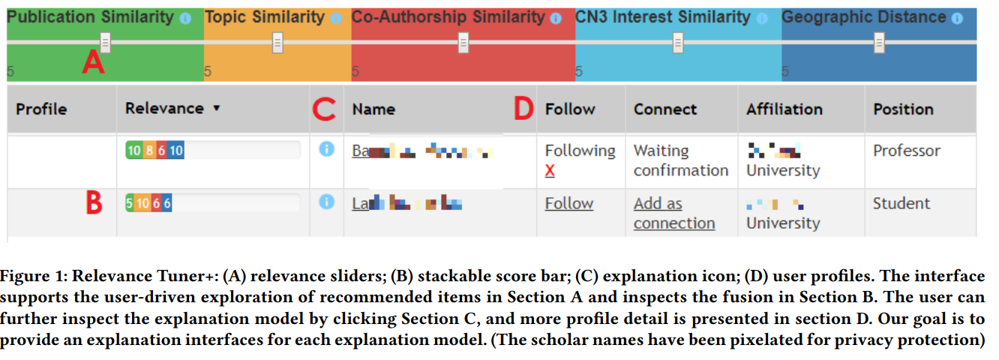 Publication Similarity Topic Similarity Co-Authorship Similarity CN3 Interest Similarity Geographic Distance
A
5 5 5 5 5
Profile Relevance ▼ C Name D Follow Connect Affiliation Position
10 8 6 10 Ba Following X Waiting confirmation University Professor
B 5 10 6 6 La Follow Add as connection University Student
Figure 1: Relevance Tuner+: (A) relevance sliders; (B) stackable score bar; (C) explanation icon; (D) user profiles. The interface
supports the user-driven exploration of recommended items in Section A and inspects the fusion in Section B. The user can
further inspect the explanation model by clicking Section C, and more profile detail is presented in section D. Our goal is to
provide an explanation interfaces for each explanation model. (The scholar names have been pixelated for privacy protection)